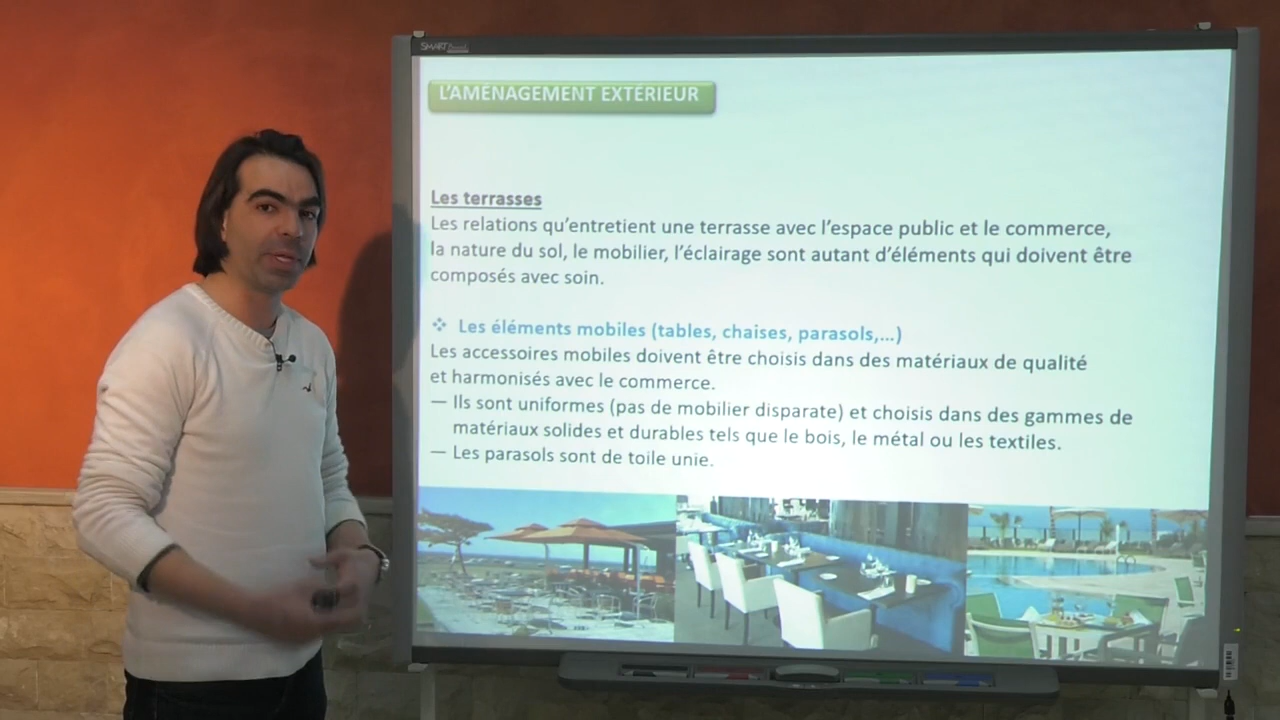 SMART
L'AMÉNAGEMENT EXTÉRIEUR
Les terrasses
Les relations qu'entretient une terrasse avec l'espace public et le commerce,
la nature du sol, le mobilier, l'éclairage sont autant d'éléments qui doivent être
composés avec soin.
❖ Les éléments mobiles (tables, chaises, parasols,...)
Les accessoires mobiles doivent être choisis dans des matériaux de qualité
et harmonisés avec le commerce.
— Ils sont uniformes (pas de mobilier disparate) et choisis dans des gammes de
matériaux solides et durables tels que le bois, le métal ou les textiles.
— Les parasols sont de toile unie.